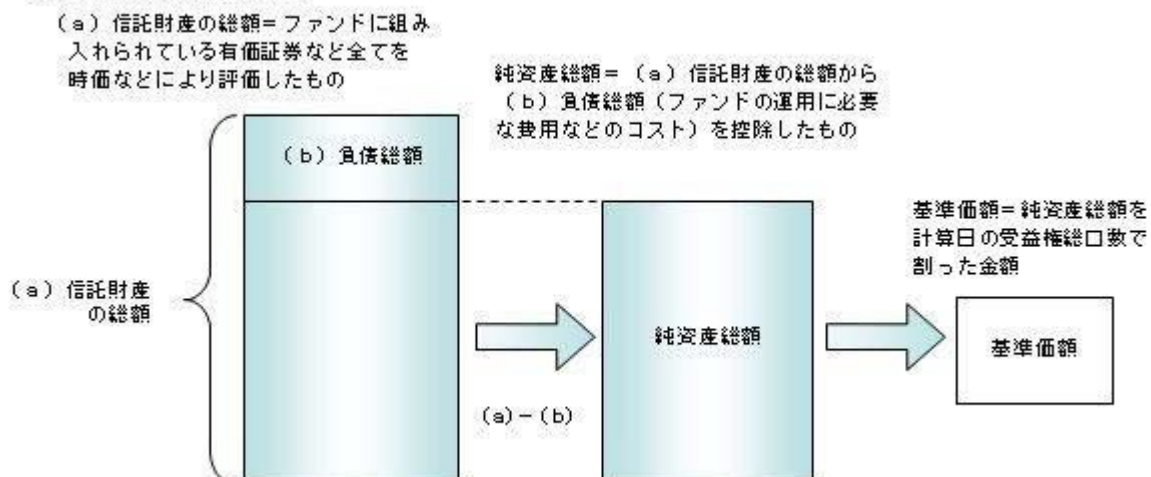 (a)信託財産の総額=ファンドに組み
入れられている有価証券など全てを
時価などにより評価したもの
純資産総額=(a)信託財産の総額から
(b)負債総額(ファンドの運用に必要
な費用などのコスト)を控除したもの
(b)負債総額
基準価額=純資産総額を
計算日の受益権総口数で
割った金額
(a)信託財産
の総額
純資産総額
基準価額
(a)-(b)